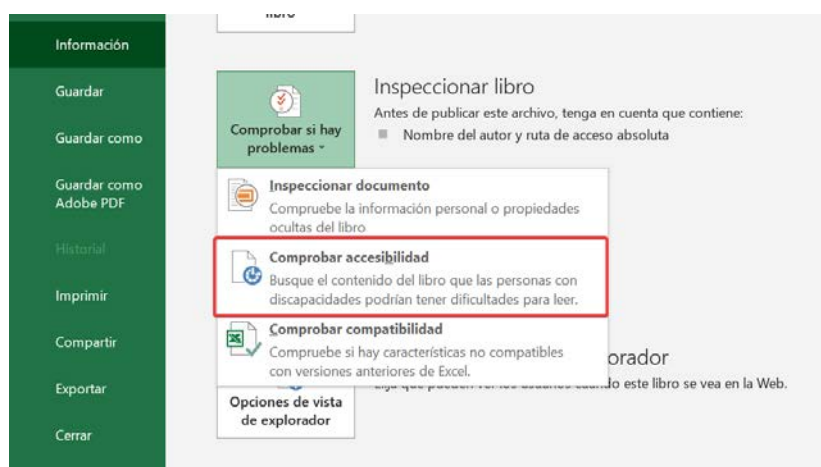 libro
Información
Guardar
Guardar como
Guardar como
Adobe PDF
Historial
Imprimir
Compartir
Exportar
Cerrar
Comprobar si hay
problemas
Inspeccionar libro
Antes de publicar este archivo, tenga en cuenta que contiene:
Nombre del autor y ruta de acceso absoluta
Inspeccionar documento
Compruebe la información personal o propiedades
ocultas del libro
Comprobar accesibilidad
Busque el contenido del libro que las personas con
discapacidades podrían tener dificultades para leer.
Comprobar compatibilidad
Compruebe si hay características no compatibles
con versiones anteriores de Excel.
orador
este libro se vea en la Web.
Opciones de vista
de explorador